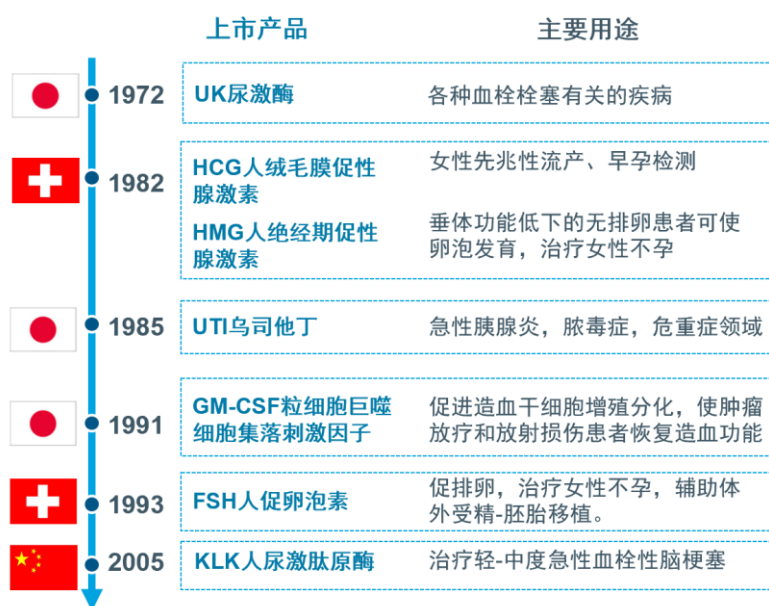 上市产品 主要用途
1972 UK尿激酶 各种血栓栓塞有关的疾病
1982 HCG人绒毛膜促性
腺激素
女性先兆性流产、早孕检测
HMG人绝经期促性
腺激素
垂体功能低下的无排卵患者可使
卵泡发育，治疗女性不孕
1985 UTI乌司他丁 急性胰腺炎，脓毒症，危重症领域
1991 GM-CSF粒细胞巨噬
细胞集落刺激因子
促进造血干细胞增殖分化，使肿瘤
放疗和放射损伤患者恢复造血功能
1993 FSH人促卵泡素
促排卵，治疗女性不孕，辅助体
外受精-胚胎移植。
2005 KLK人尿激肽原酶 治疗轻-中度急性血栓性脑梗塞